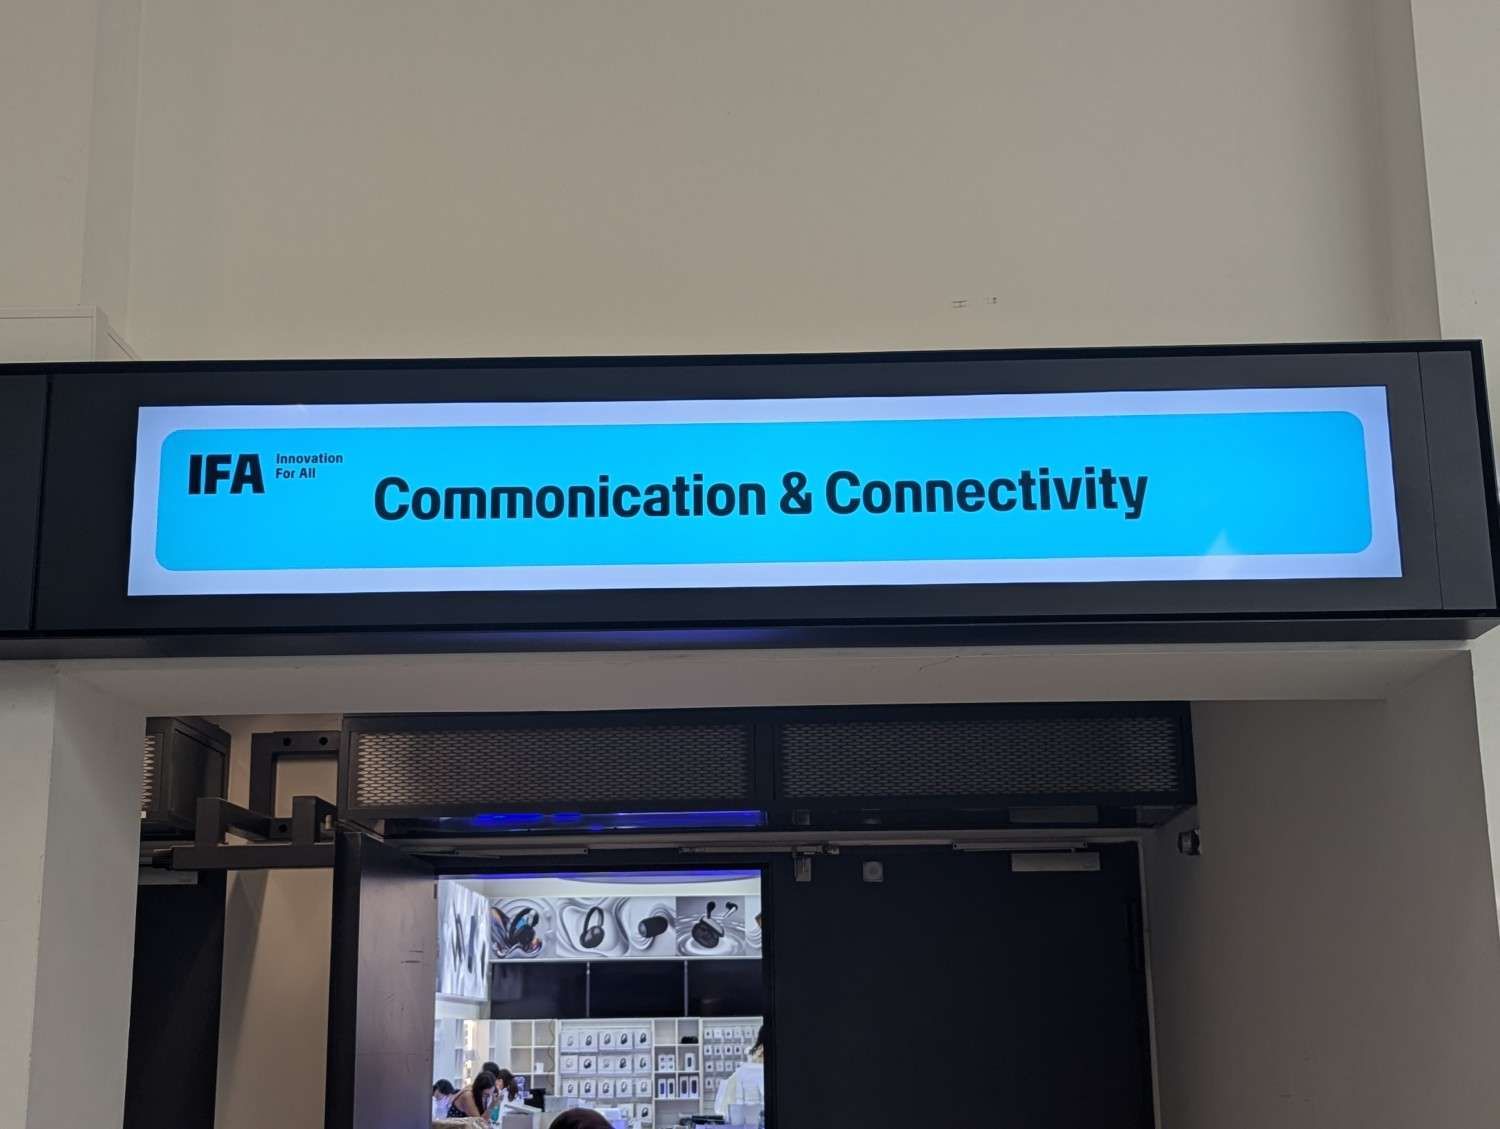 IFA
Innovation
For All
Commonication & Connectivity